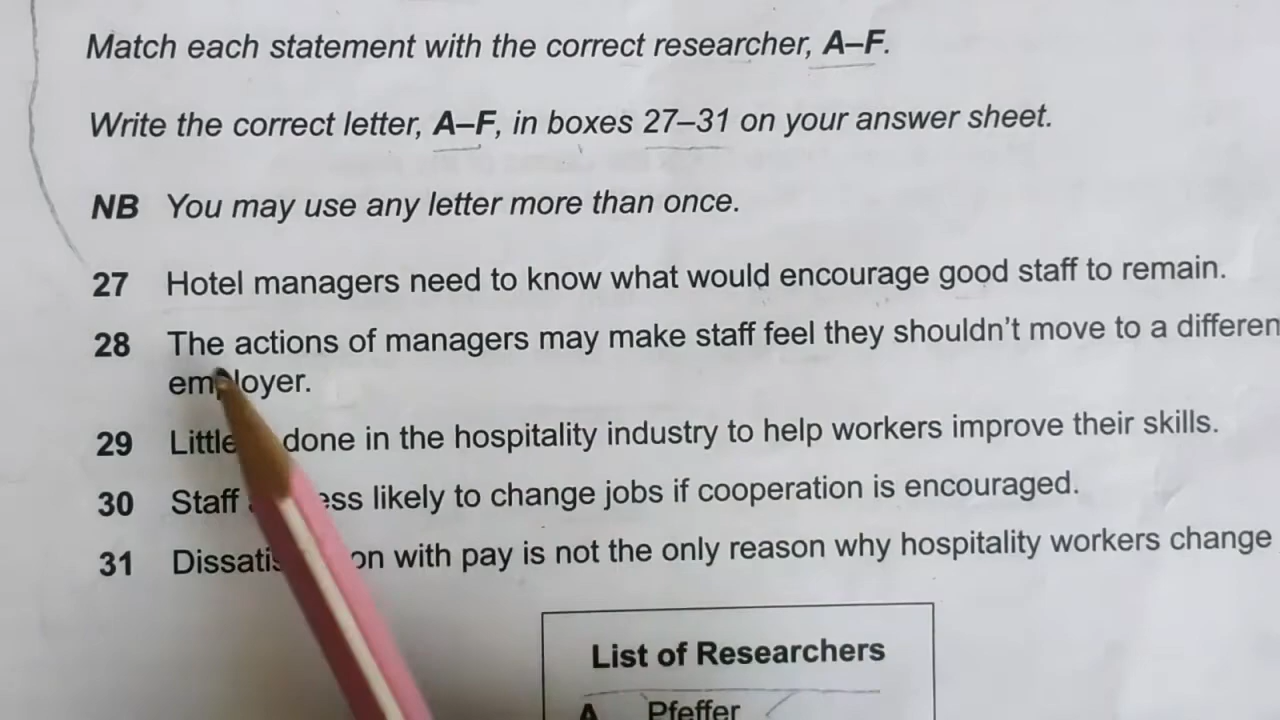 Match each statement with the correct researcher, A–F.
Write the correct letter, A–F, in boxes 27–31 on your answer sheet.
NB You may use any letter more than once.
27 Hotel managers need to know what would encourage good staff to remain.
28 The actions of managers may make staff feel they shouldn't move to a differen
employer.
29 Little done in the hospitality industry to help workers improve their skills.
30 Staff likely to change jobs if cooperation is encouraged.
31 with pay is not the only reason why hospitality workers change
List of Researchers
A Pfeffer